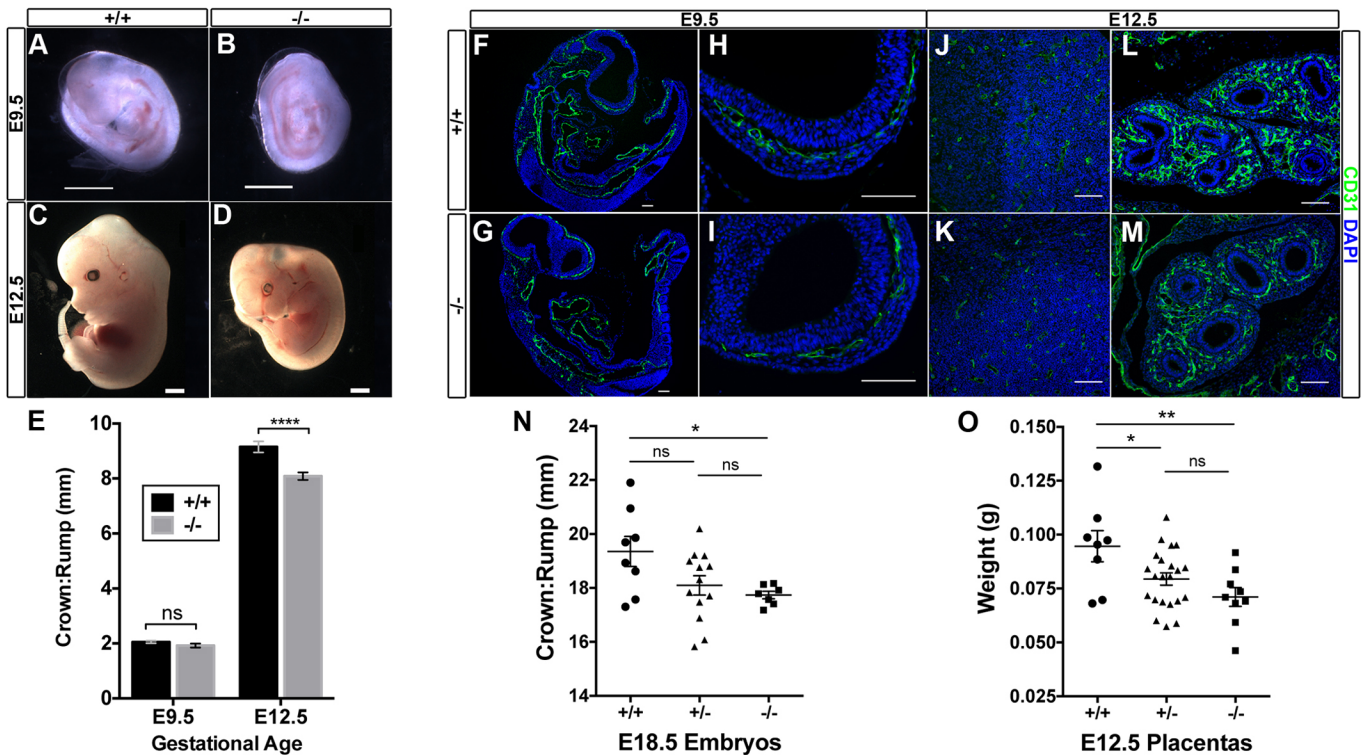 +/+ -/-
E9.5
E12.5
A B
C D
E9.5 E12.5
+/+
-/-
F H J L
G I K M
CD31 DAPI
E
Crown:Rump (mm)
10
8
6
4
2
0
ns
****
+/+
-/-
E9.5 E12.5
Gestational Age
N
Crown:Rump (mm)
24
22
20
18
16
14
*
ns ns
+/+ +/- -/-
E18.5 Embryos
O
Weight (g)
0.150
0.125
0.100
0.075
0.050
0.025
**
*
ns
+/+ +/- -/-
E12.5 Placentas